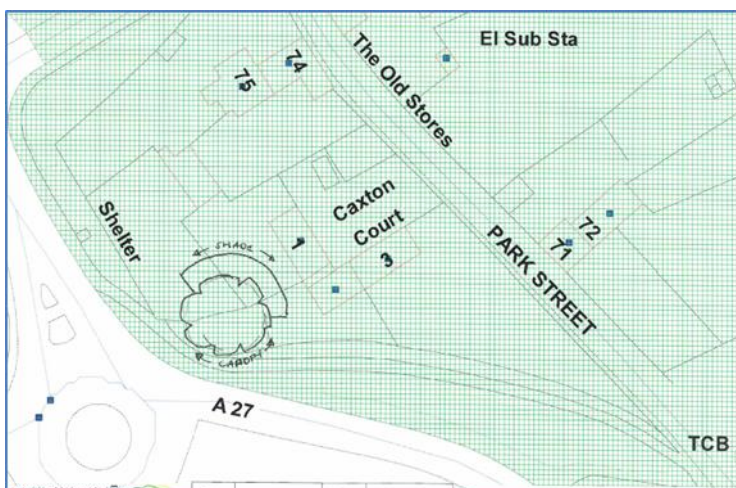 El Sub Sta
The Old Stores
74
75
Caxton
Court
Shelter
SHADE
1
3
72
71
PARK STREET
CANOPY
A 27
TCB